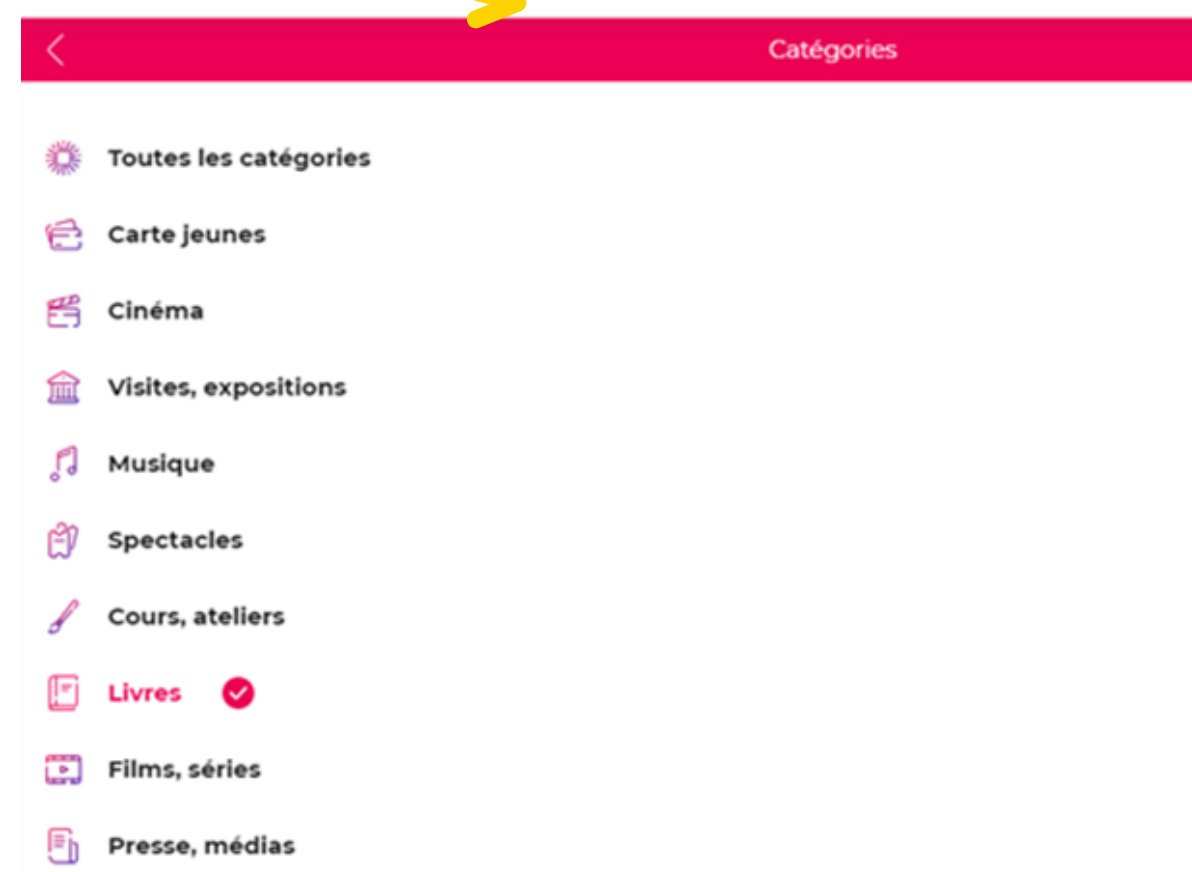 Catégories
Toutes les catégories
Carte jeunes
Cinéma
Visites, expositions
Musique
Spectacles
Cours, ateliers
Livres
Films, séries
Presse, médias